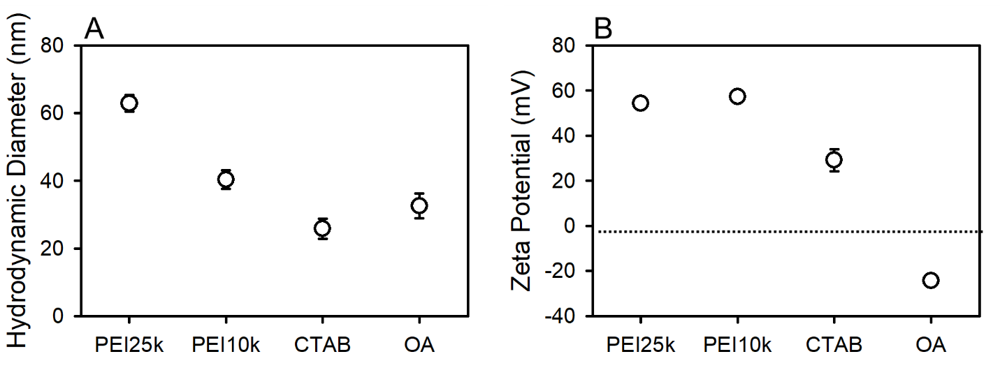 A
Hydrodynamic Diameter (nm)
80
60
40
20
0
PEI25k PEI10k CTAB OA
B
Zeta Potential (mV)
80
60
40
20
0
-20
-40
PEI25k PEI10k CTAB OA